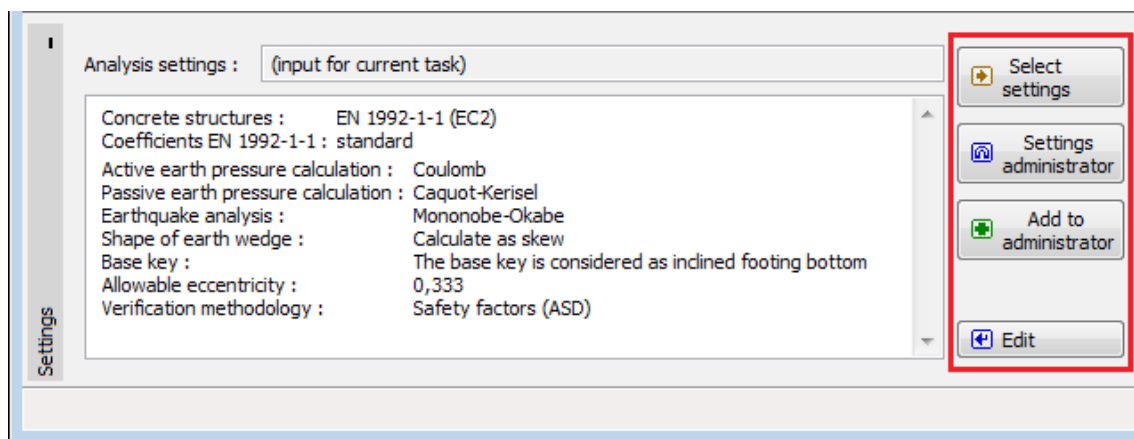 Analysis settings : (input for current task)
Concrete structures : EN 1992-1-1 (EC2)
Coefficients EN 1992-1-1 : standard
Active earth pressure calculation : Coulomb
Passive earth pressure calculation : Caquot-Kerisel
Earthquake analysis : Mononobe-Okabe
Shape of earth wedge : Calculate as skew
Base key : The base key is considered as inclined footing bottom
Allowable eccentricity : 0,333
Verification methodology : Safety factors (ASD)
Settings
Select
settings
Settings
administrator
Add to
administrator
Edit